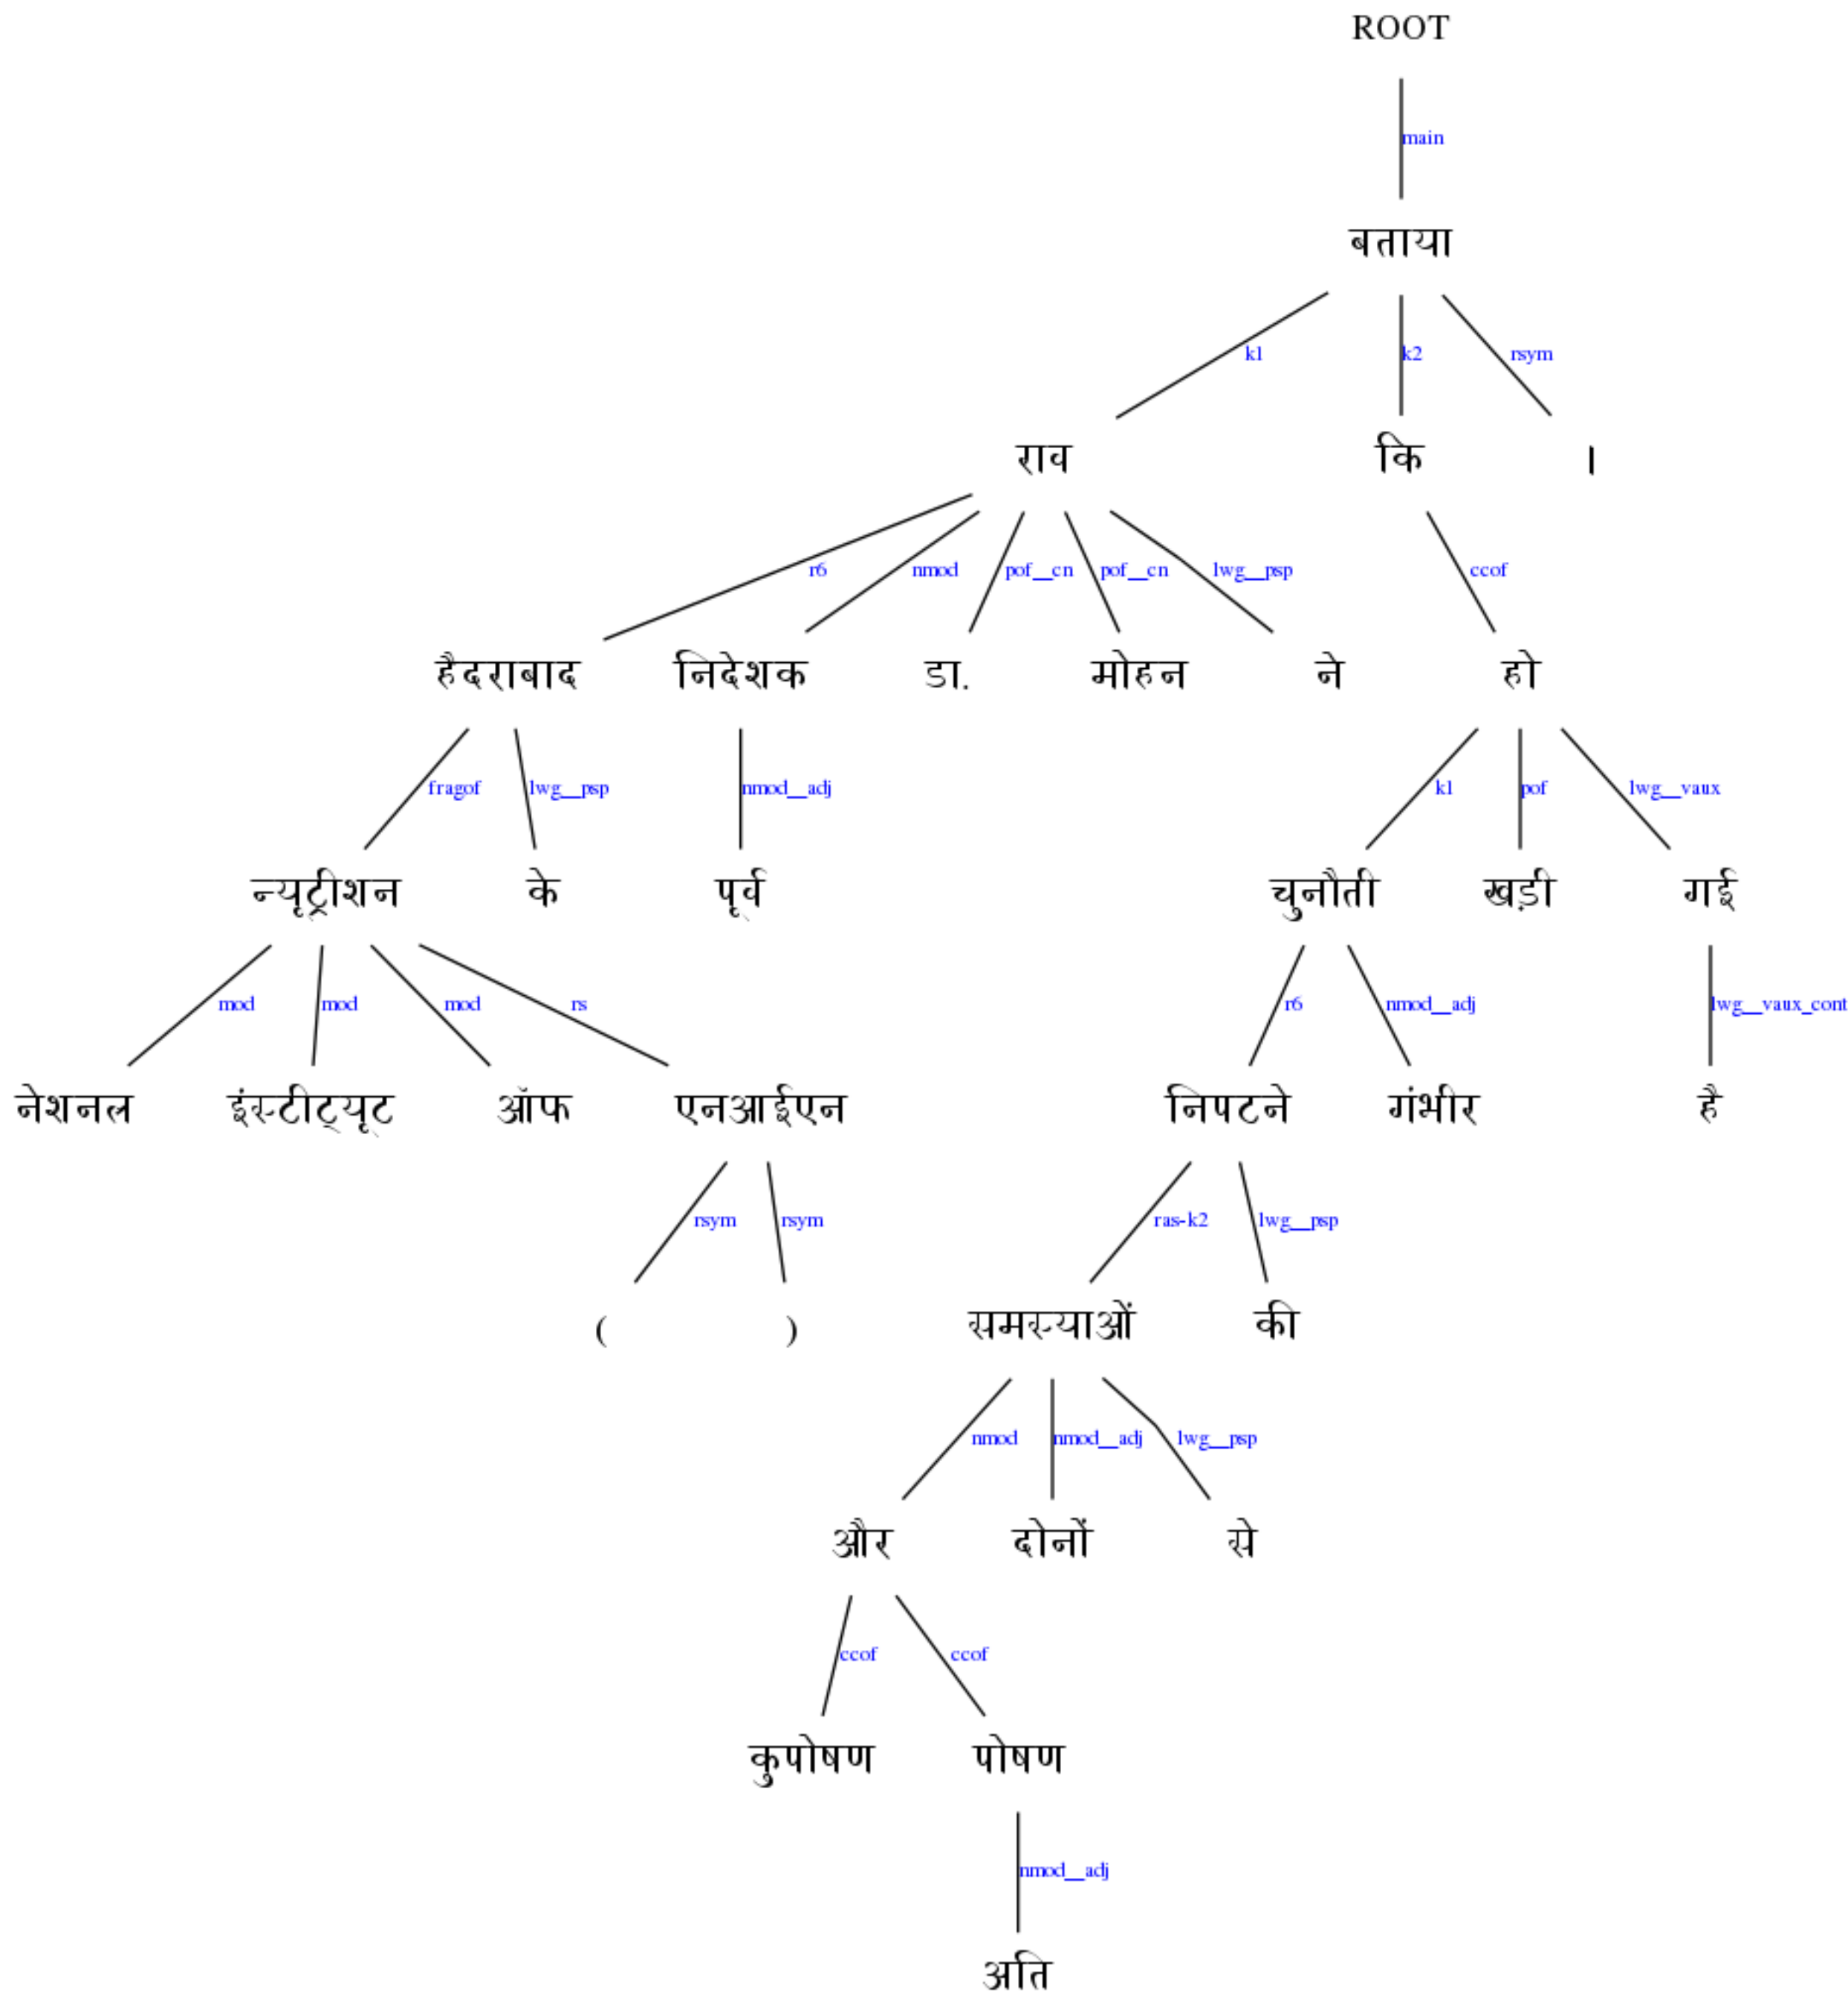 ROOT
main
बताया
k1 k2 rsym
राव कि ।
r6 nmod pof__cn pof__cn lwg__psp ccof
हैदराबाद निदेशक डा. मोहन ने हो
fragof lwg__psp nmod__adj k1 pof lwg__vaux
न्यूट्रीशन के पूर्व चुनौती खड़ी गई
mod mod mod rs r6 nmod__adj lwg__vaux_cont
नेशनल इंस्टीट्यूट ऑफ एनआईएन निपटने गंभीर है
rsym rsym ras-k2 lwg__psp
( ) समस्याओं की
nmod nmod__adj lwg__psp
और दोनों से
ccof ccof
कुपोषण पोषण
nmod__adj
अति